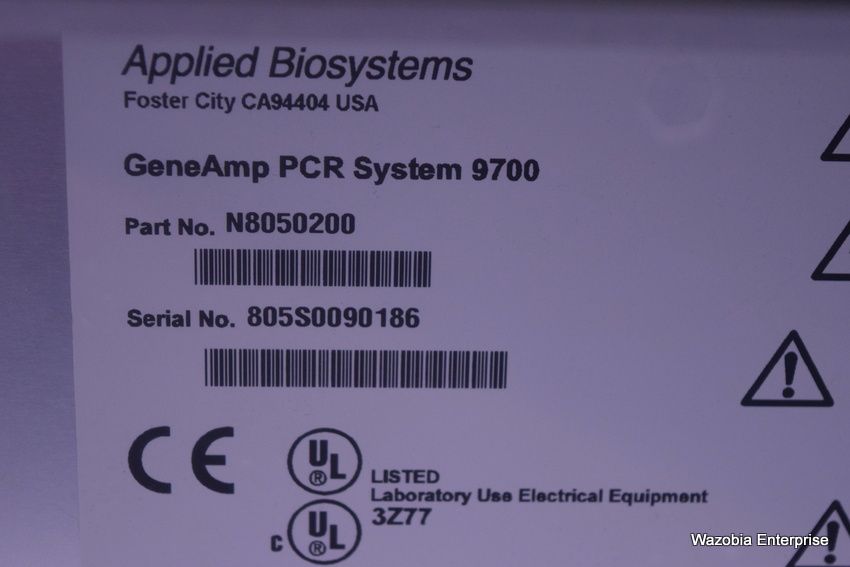 Applied Biosystems
Foster City CA94404 USA
GeneAmp PCR System 9700
Part No. N8050200
Serial No. 805S0090186
CE
UL ®
LISTED
Laboratory Use Electrical Equipment
3Z77
c UL ®
Wazobia Enterprise